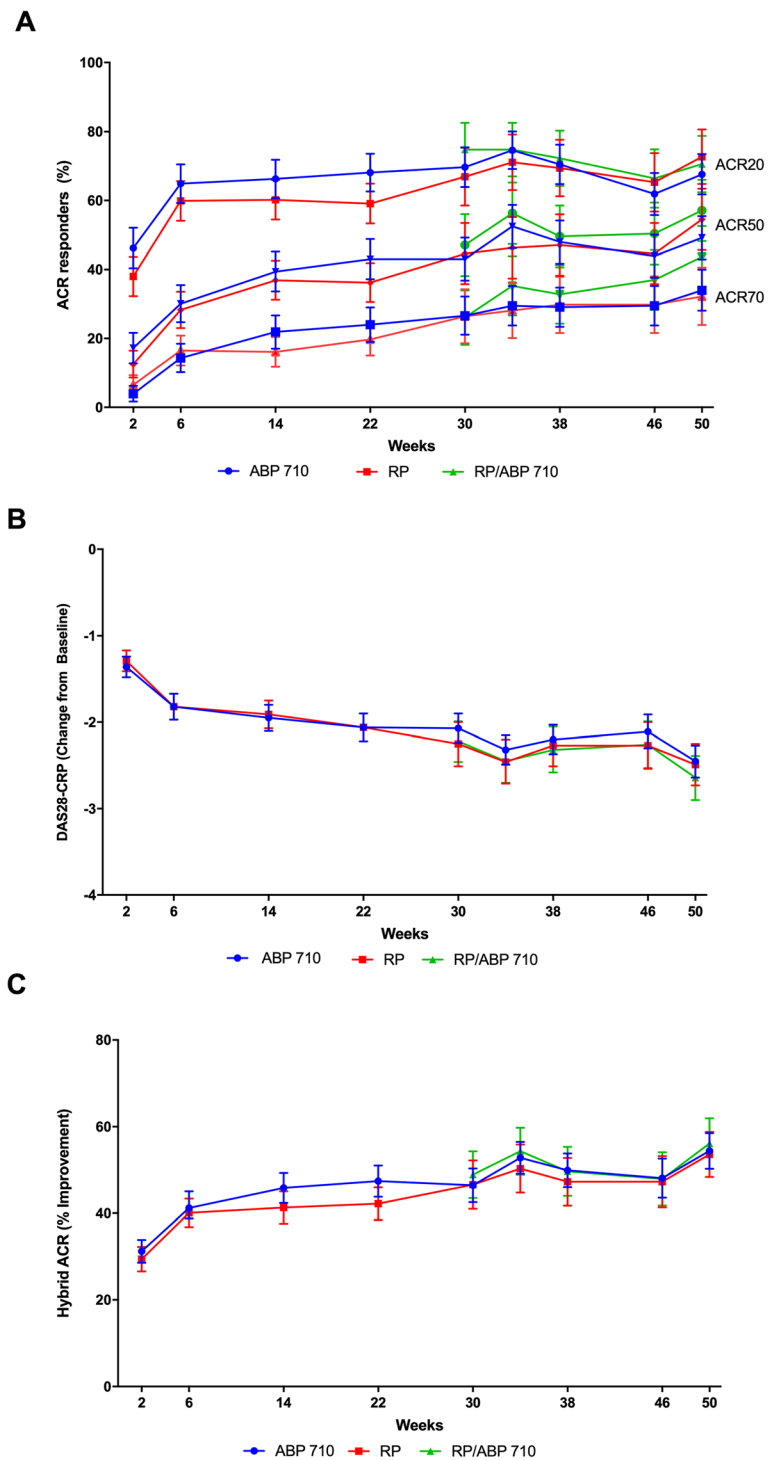 A
100
80
60
40
20
0
ACR responders (%)
ACR20
ACR50
ACR70
2 6 14 22 30 38 46 50
Weeks
ABP 710 RP RP/ABP 710
B
0
-1
-2
-3
-4
DAS28-CRP (Change from Baseline)
2 6 14 22 30 38 46 50
Weeks
ABP 710 RP RP/ABP 710
C
80
60
40
20
0
Hybrid ACR (% Improvement)
2 6 14 22 30 38 46 50
Weeks
ABP 710 RP RP/ABP 710